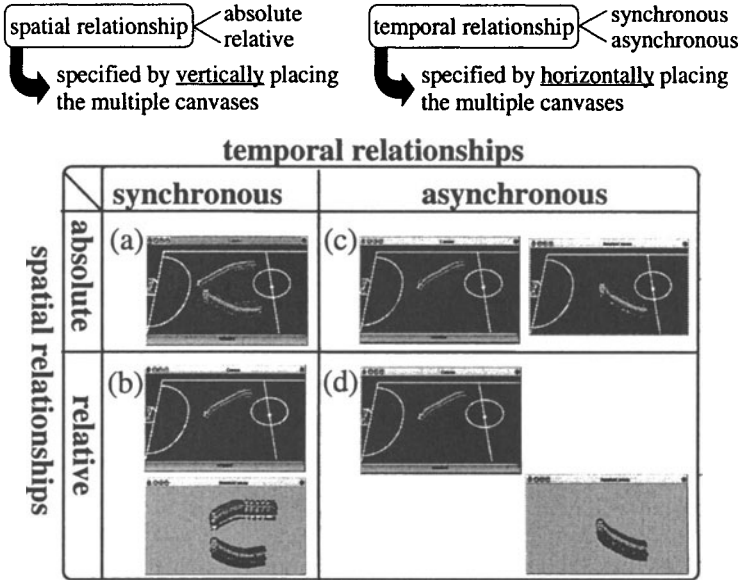 spatial relationship
absolute
relative
specified by vertically placing
the multiple canvases
temporal relationship
synchronous
asynchronous
specified by horizontally placing
the multiple canvases
temporal relationships
synchronous
asynchronous
spatial relationships
absolute
(a)
(c)
relative
(b)
(d)